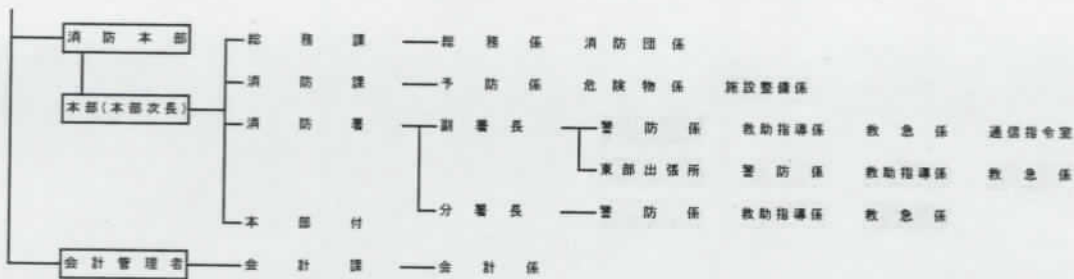 消防本部 総務課 総務係 消防団係
消防課 予防係 危険物係 施設整備係
本部(本部次長)
消防署 副署長 警防係 救助指導係 救急係 通信指令室
東部出張所 警防係 救助指導係 救急係
分署長 警防係 救助指導係 救急係
本部付
会計管理者 会計課 会計係